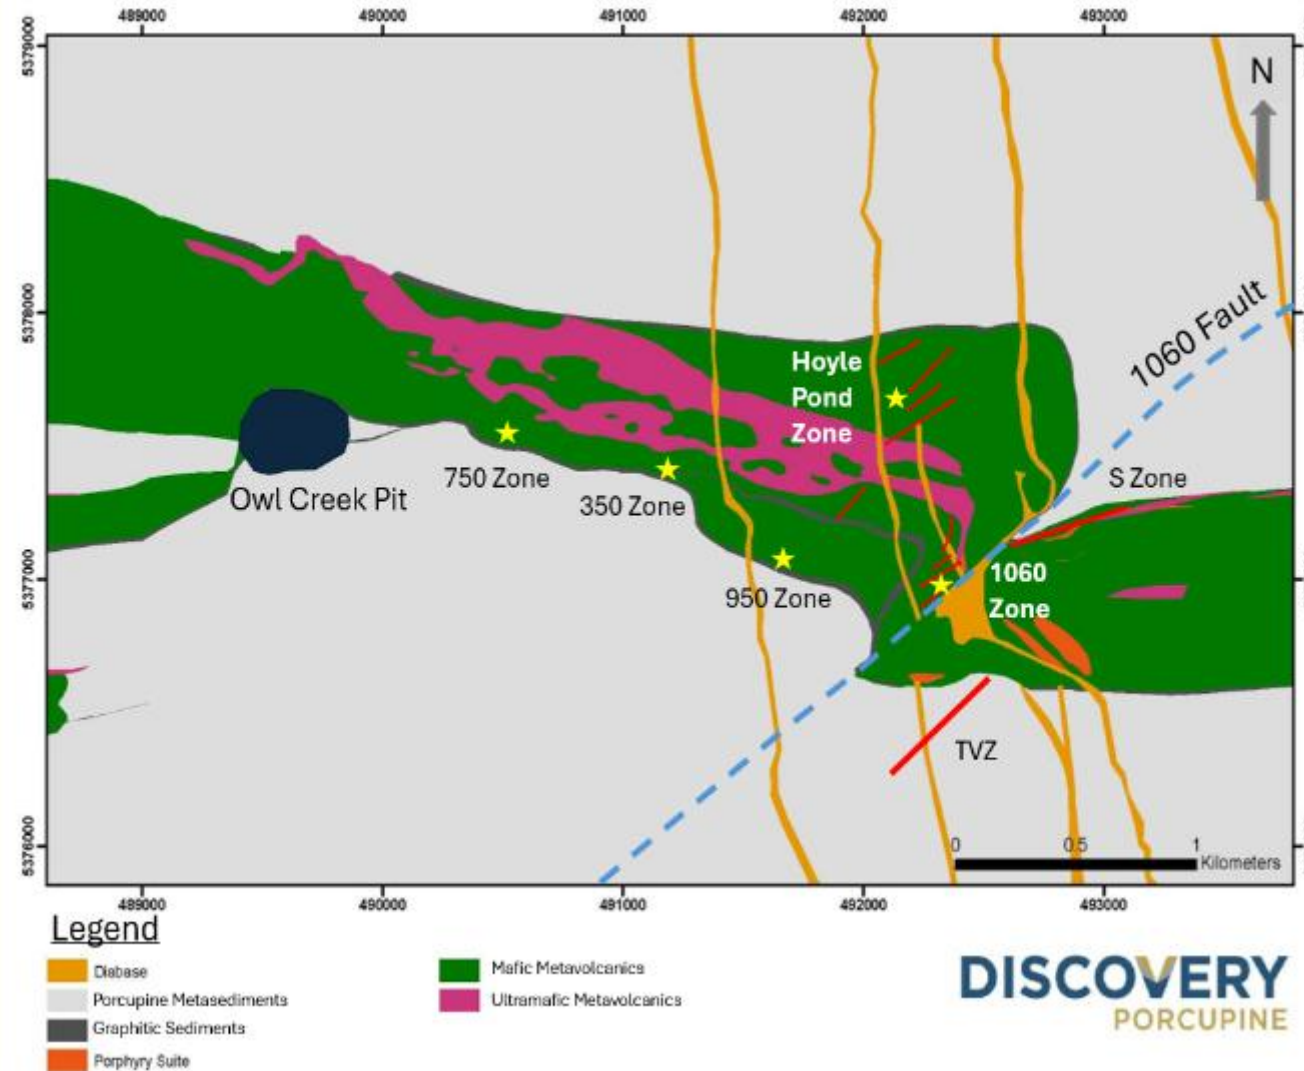 489000 490000 491000 492000 493000
5379000
N
5378000
1060 Fault
Hoyle
Pond
Zone
S Zone
750 Zone
Owl Creek Pit
350 Zone
5377000
1060
Zone
950 Zone
TVZ
5376000
0 0.5 1
Kilometers
489000 490000 491000 492000 493000
Legend
Diabase
Porcupine Metasediments
Graphitic Sediments
Porphyry Suite
Mafic Metavolcanics
Ultramafic Metavolcanics
DISCOVERY
PORCUPINE